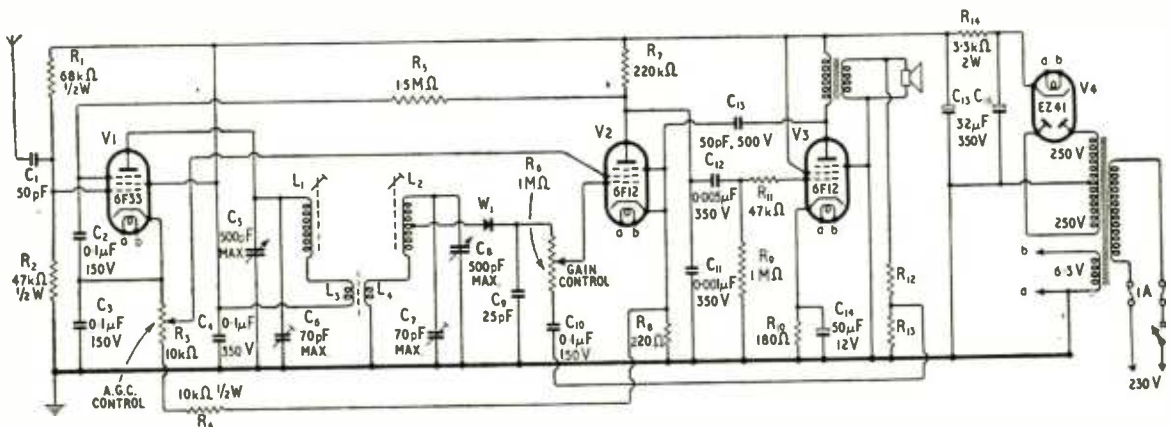 R1
68kΩ
1/2W
C1
50pF
R2
47kΩ
1/2W
V1
6F33
a b
C2
0·1μF
150V
C3
0·1μF
150V
R3
10kΩ
A.G.C.
CONTROL
10kΩ 1/2W
R4
C4
0·1μF
350V
R5
1·5MΩ
C5
500pF
MAX
C6
70pF
MAX
L1
L2
L3
L4
C7
70pF
MAX
W1
C8
500pF
MAX
C9
25pF
R6
1MΩ
GAIN
CONTROL
C10
0·1μF
150V
R7
220kΩ
V2
6F12
a b
R8
220Ω
C13
50pF, 500V
C12
0·005μF
350V
C11
0·001μF
350V
R11
47kΩ
R9
1MΩ
V3
6F12
a b
R10
180Ω
C14
50μF
12V
R12
R13
R14
3·3kΩ
2W
C13
C
32μF
350V
a b
EZ41
V4
250V
250V
b
6·3V
a
1A
230V